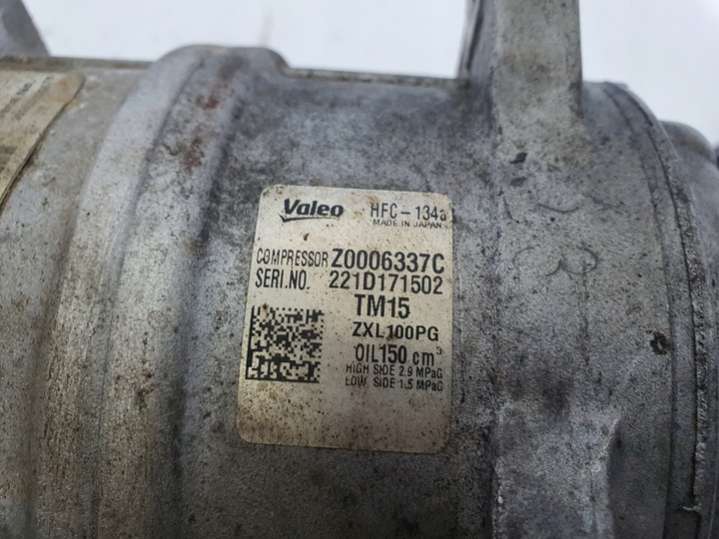 Valeo HFC-134a
MADE IN JAPAN
COMPRESSOR Z0006337C
SERI.NO. 221D171502
TM15
ZXL100PG
OIL150 cm³
HIGH SIDE 2.9 MPaG
LOW SIDE 1.5 MPaG